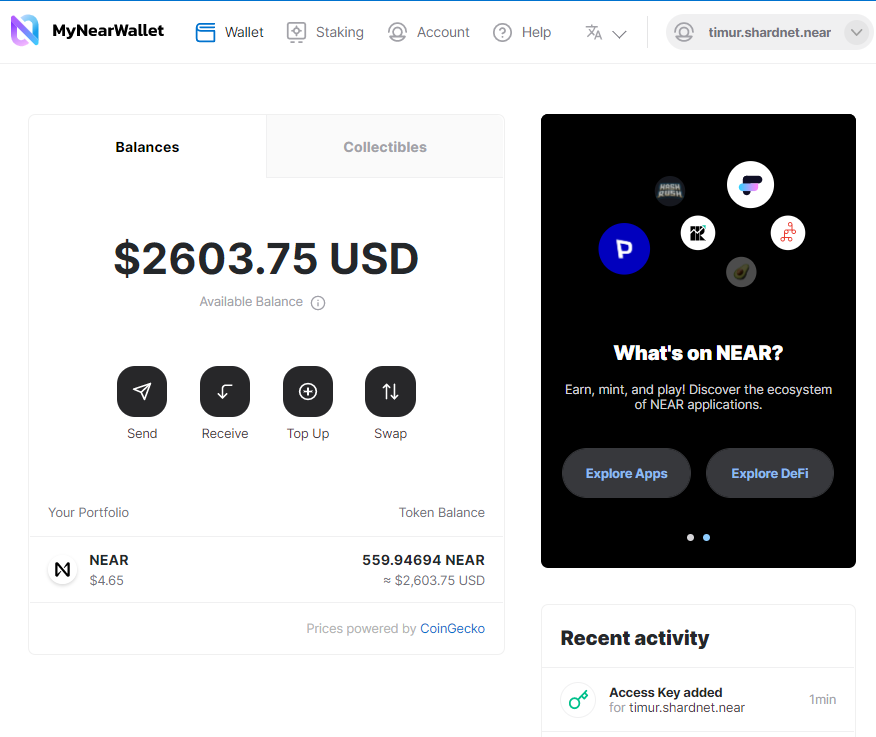 MyNearWallet
Wallet
Staking
Account
Help
timur.shardnet.near
Balances
Collectibles
$2603.75 USD
Available Balance
Send
Receive
Top Up
Swap
Your Portfolio
Token Balance
NEAR
559.94694 NEAR
$4.65
≈ $2,603.75 USD
Prices powered by CoinGecko
What's on NEAR?
Earn, mint, and play! Discover the ecosystem
of NEAR applications.
Explore Apps
Explore DeFi
Recent activity
Access Key added
for timur.shardnet.near
1min